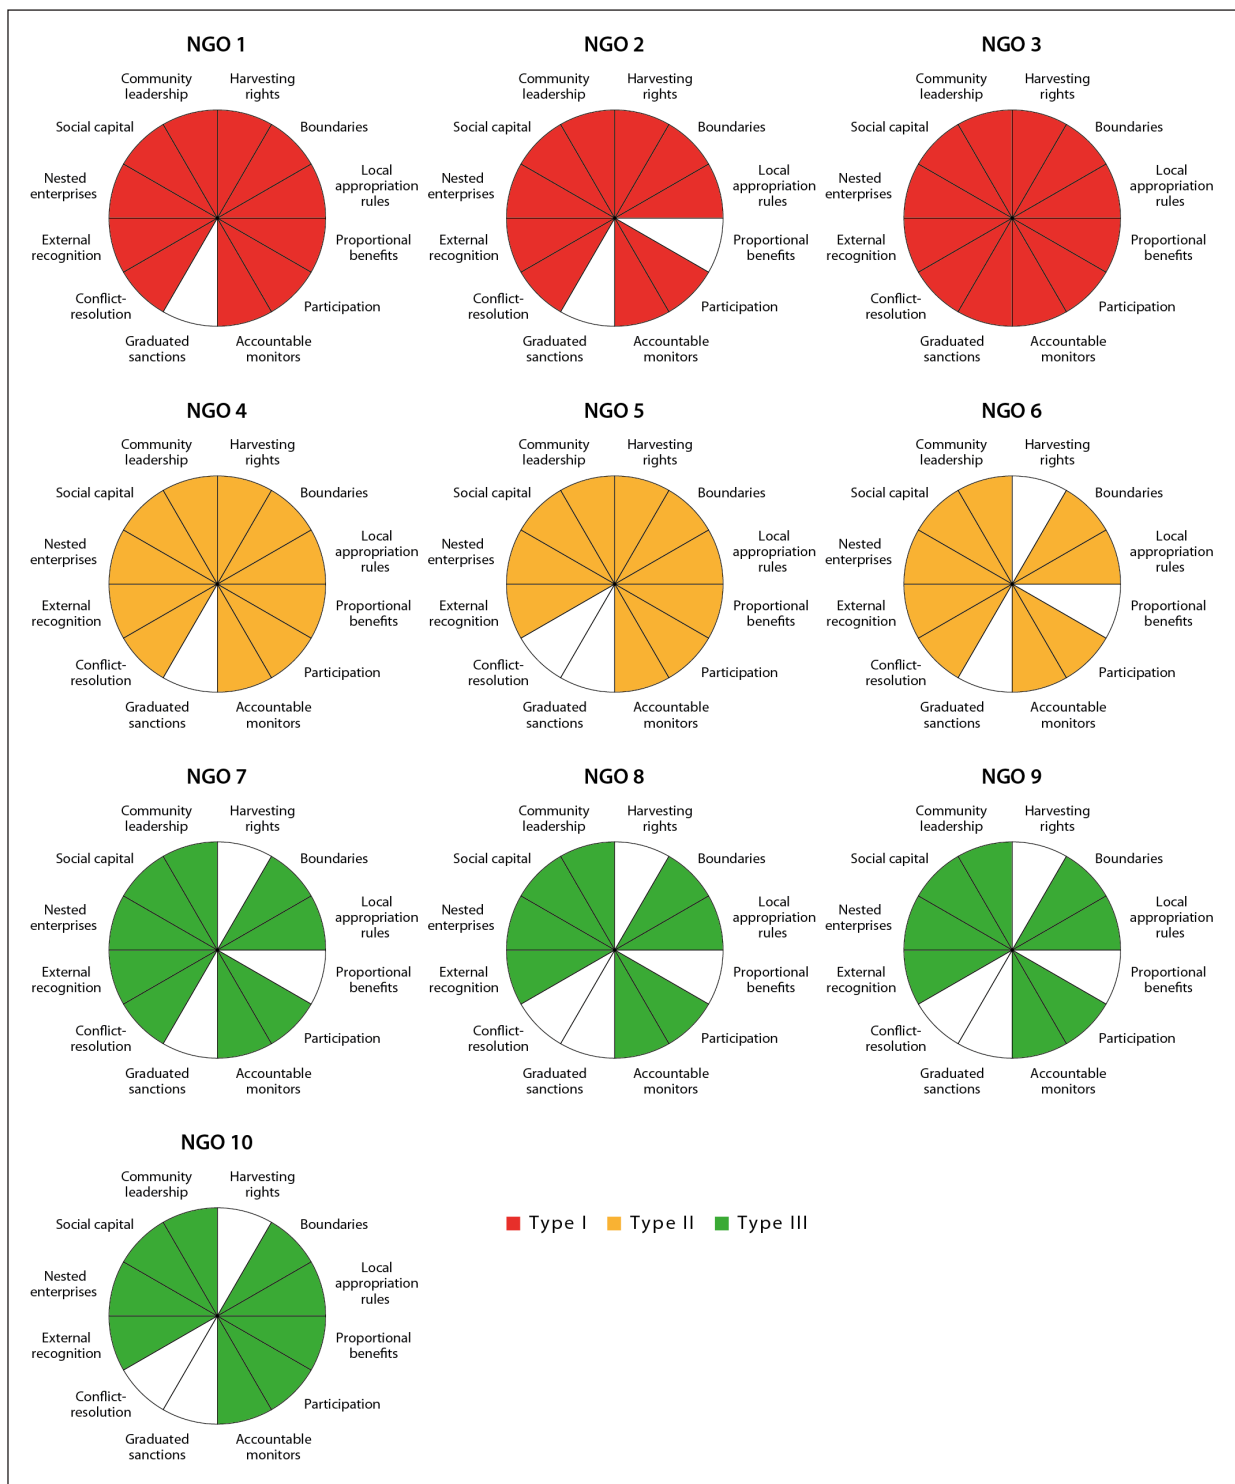 NGO 1
Community
leadership
Harvesting
rights
Social capital
Boundaries
Nested
enterprises
Local
appropriation
rules
External
recognition
Proportional
benefits
Conflict-
resolution
Participation
Graduated
sanctions
Accountable
monitors
NGO 2
Community
leadership
Harvesting
rights
Social capital
Boundaries
Nested
enterprises
Local
appropriation
rules
External
recognition
Proportional
benefits
Conflict-
resolution
Participation
Graduated
sanctions
Accountable
monitors
NGO 3
Community
leadership
Harvesting
rights
Social capital
Boundaries
Nested
enterprises
Local
appropriation
rules
External
recognition
Proportional
benefits
Conflict-
resolution
Participation
Graduated
sanctions
Accountable
monitors
NGO 4
Community
leadership
Harvesting
rights
Social capital
Boundaries
Nested
enterprises
Local
appropriation
rules
External
recognition
Proportional
benefits
Conflict-
resolution
Participation
Graduated
sanctions
Accountable
monitors
NGO 5
Community
leadership
Harvesting
rights
Social capital
Boundaries
Nested
enterprises
Local
appropriation
rules
External
recognition
Proportional
benefits
Conflict-
resolution
Participation
Graduated
sanctions
Accountable
monitors
NGO 6
Community
leadership
Harvesting
rights
Social capital
Boundaries
Nested
enterprises
Local
appropriation
rules
External
recognition
Proportional
benefits
Conflict-
resolution
Participation
Graduated
sanctions
Accountable
monitors
NGO 7
Community
leadership
Harvesting
rights
Social capital
Boundaries
Nested
enterprises
Local
appropriation
rules
External
recognition
Proportional
benefits
Conflict-
resolution
Participation
Graduated
sanctions
Accountable
monitors
NGO 8
Community
leadership
Harvesting
rights
Social capital
Boundaries
Nested
enterprises
Local
appropriation
rules
External
recognition
Proportional
benefits
Conflict-
resolution
Participation
Graduated
sanctions
Accountable
monitors
NGO 9
Community
leadership
Harvesting
rights
Social capital
Boundaries
Nested
enterprises
Local
appropriation
rules
External
recognition
Proportional
benefits
Conflict-
resolution
Participation
Graduated
sanctions
Accountable
monitors
NGO 10
Community
leadership
Harvesting
rights
Social capital
Boundaries
Nested
enterprises
Local
appropriation
rules
External
recognition
Proportional
benefits
Conflict-
resolution
Participation
Graduated
sanctions
Accountable
monitors
Type I Type II Type III